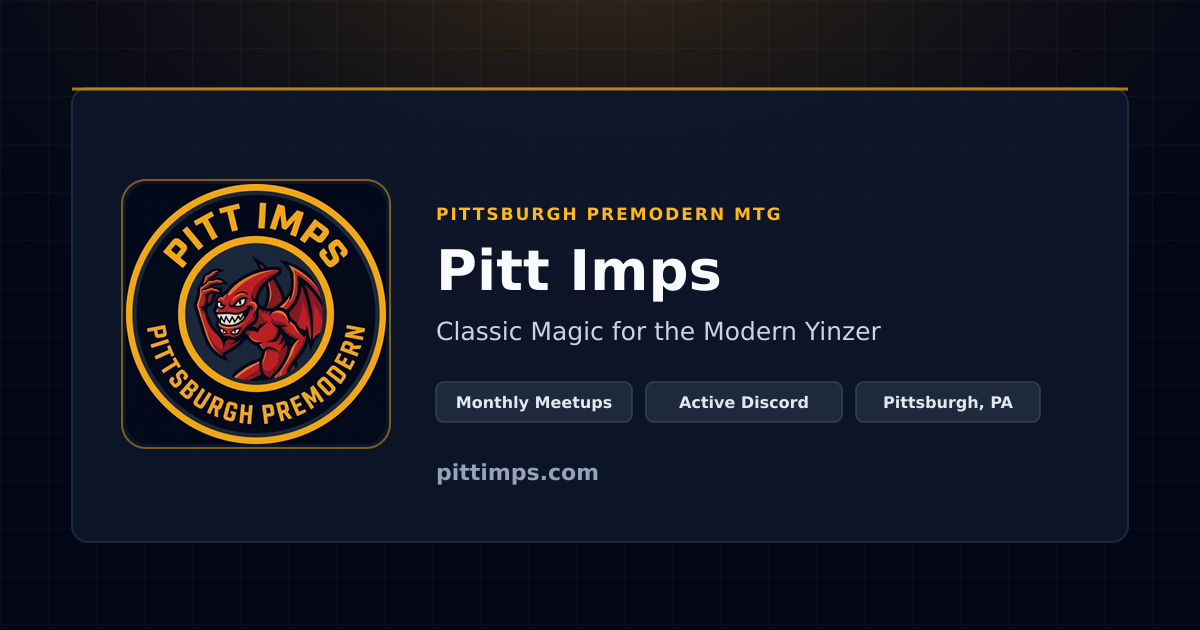 PITT IMPS
PITTSBURGH PREMODERN
PITTSBURGH PREMODERN MTG
Pitt Imps
Classic Magic for the Modern Yinzer
Monthly Meetups
Active Discord
Pittsburgh, PA
pittimps.com